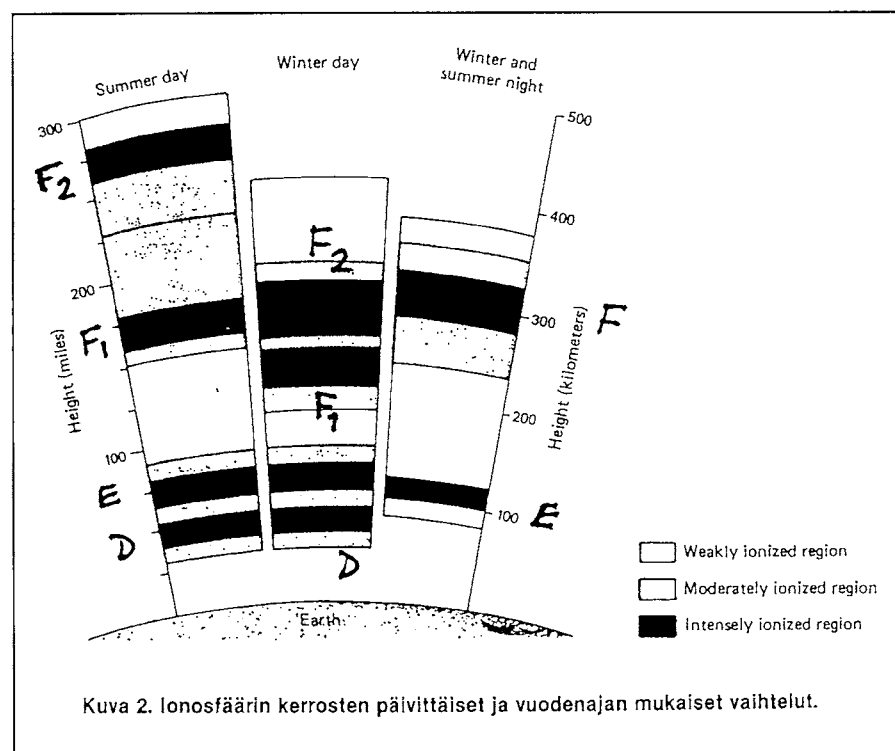 Summer day
Winter day
Winter and
summer night
300
200
100
Height (miles)
500
400
300
200
100
Height (kilometers)
F2
F1
E
D
F2
F1
D
F
E
Earth
Weakly ionized region
Moderately ionized region
Intensely ionized region
Kuva 2. Ionosfäärin kerrosten päivittäiset ja vuodenajan mukaiset vaihtelut.